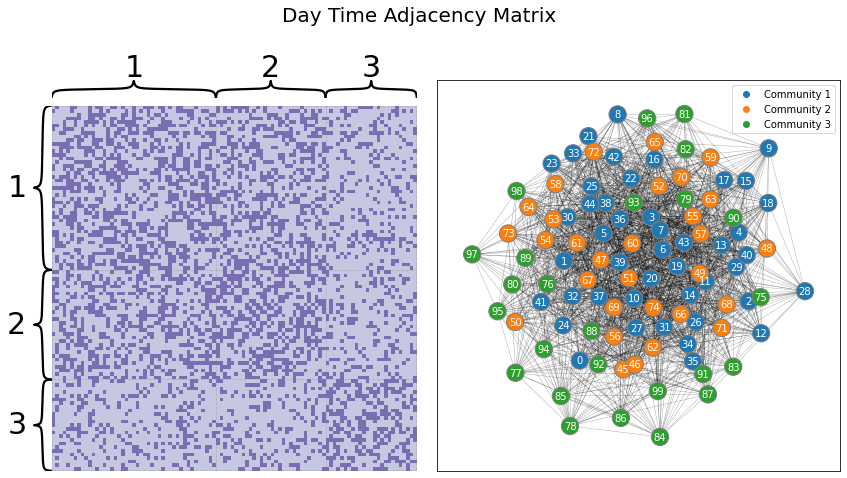 Day Time Adjacency Matrix
1 2 3
1
2
3
Community 1
Community 2
Community 3
8 96 81
21 65 9
33 72 42 16 82 59
23 22 70 17 15
98 58 25 52
64 44 38 93 79 63 18
53 30 36 3 55 90
73 54 61 5 7 57 4
60 43 13 48
97 89 1 47 39 6 40
19 49 29
80 76 67 51 20 11 28
41 32 37 10 14 75
95 69 74 68 2
50 24 88 27 31 66 26 71 12
56
94 62 34
0 92 46 35 83
77 45 91
85 99 87
78 86 84